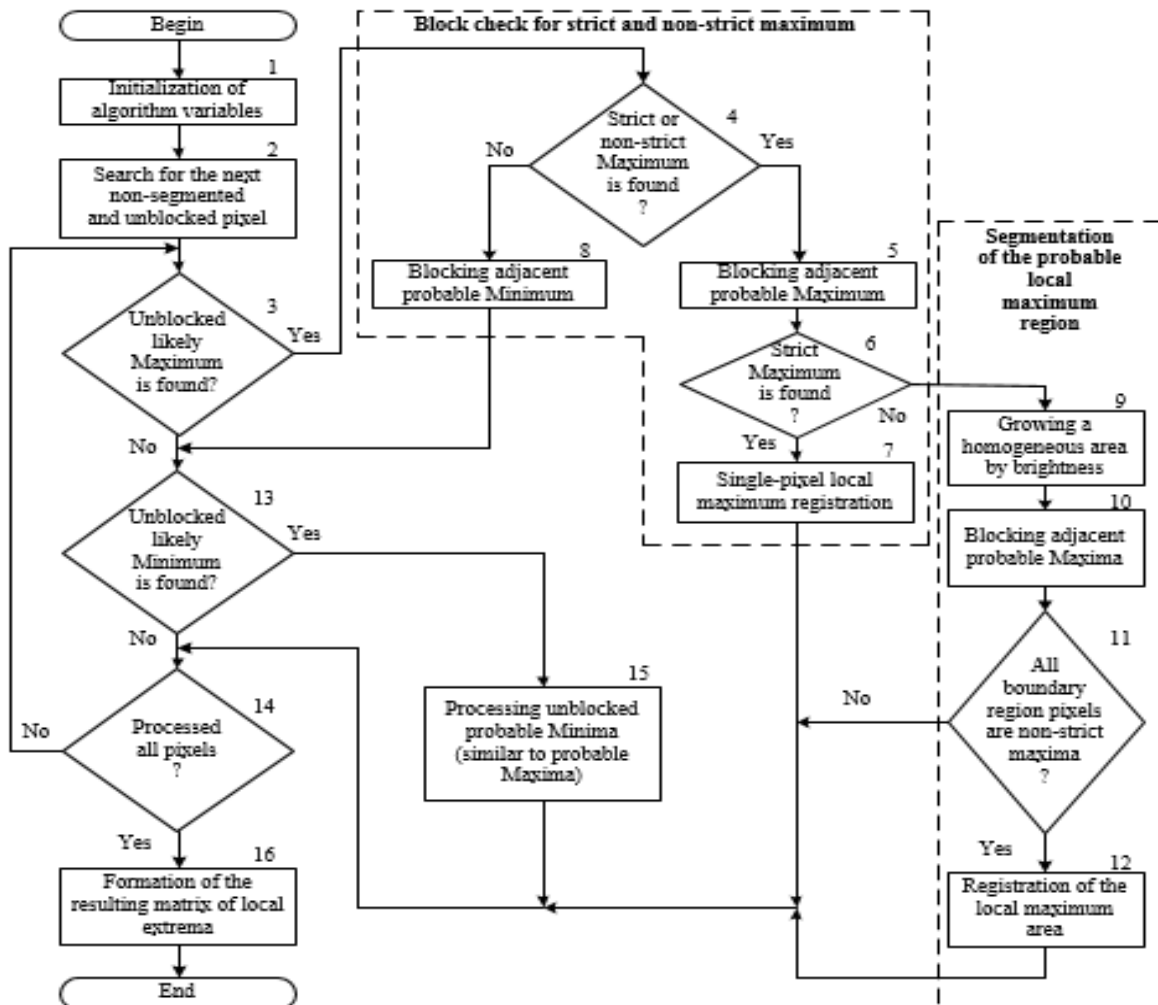 Begin
1
Initialization of
algorithm variables
2
Search for the next
non-segmented
and unblocked pixel
3
Unblocked
likely
Maximum
is found?
Yes
No
Block check for strict and non-strict maximum
4
Strict or
non-strict
Maximum
is found
?
No
Yes
8
Blocking adjacent
probable Minimum
5
Blocking adjacent
probable Maximum
6
Strict
Maximum
is found
?
No
Yes
7
Single-pixel local
maximum registration
Segmentation
of the probable
local
maximum
region
9
Growing a
homogeneous area
by brightness
10
Blocking adjacent
probable Maxima
11
All
boundary
region pixels
are non-strict
maxima
?
No
Yes
12
Registration of the
local maximum
area
13
Unblocked
likely
Minimum
is found?
Yes
No
14
Processed
all pixels
?
No
Yes
15
Processing unblocked
probable Minima
(similar to probable
Maxima)
16
Formation of the
resulting matrix of local
extrema
End